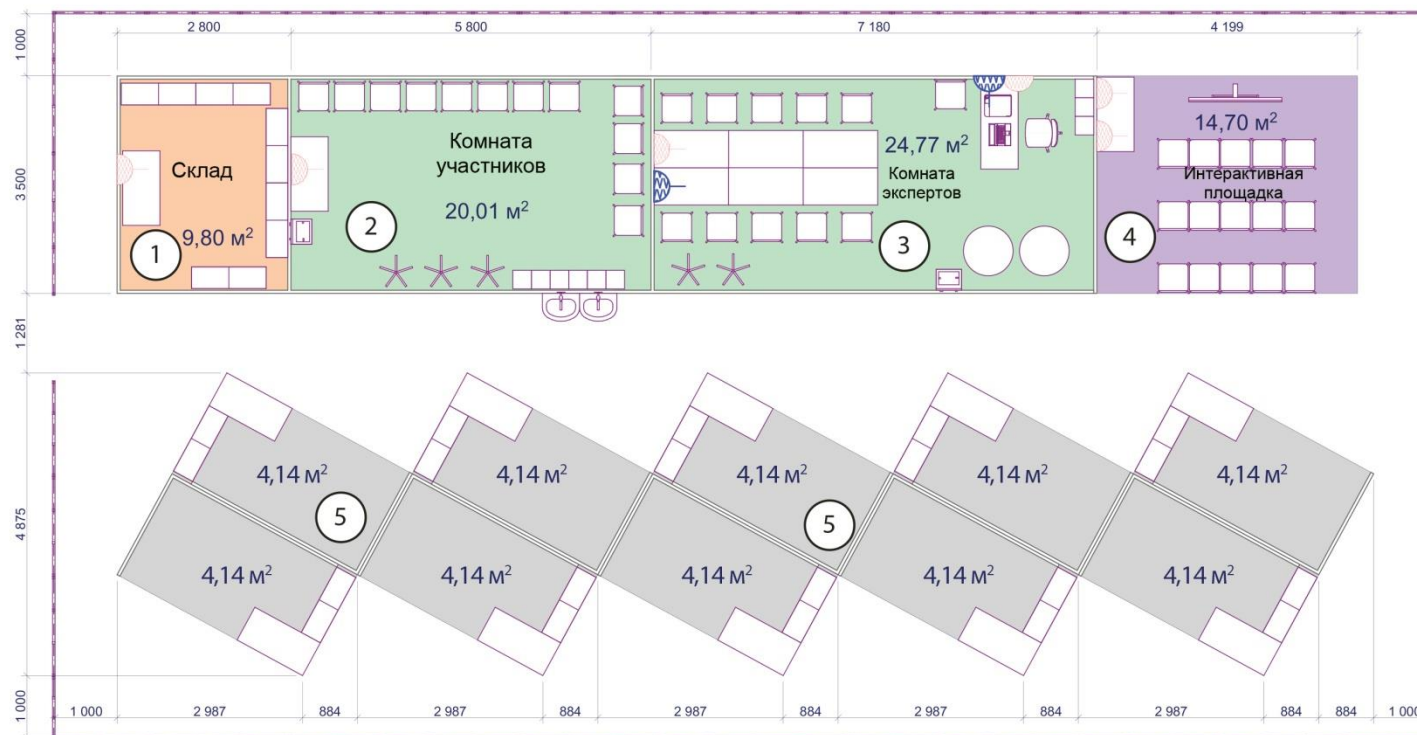 2 800
5 800
7 180
4 199
1 000
3 500
1 281
4 875
1 000
Склад
9,80 м²
1
Комната
участников
20,01 м²
2
24,77 м²
Комната
экспертов
3
14,70 м²
Интерактивная
площадка
4
4,14 м²
4,14 м²
4,14 м²
4,14 м²
4,14 м²
5
5
4,14 м²
4,14 м²
4,14 м²
4,14 м²
4,14 м²
1 000
2 987
884
2 987
884
2 987
884
2 987
884
2 987
884
884
1 000